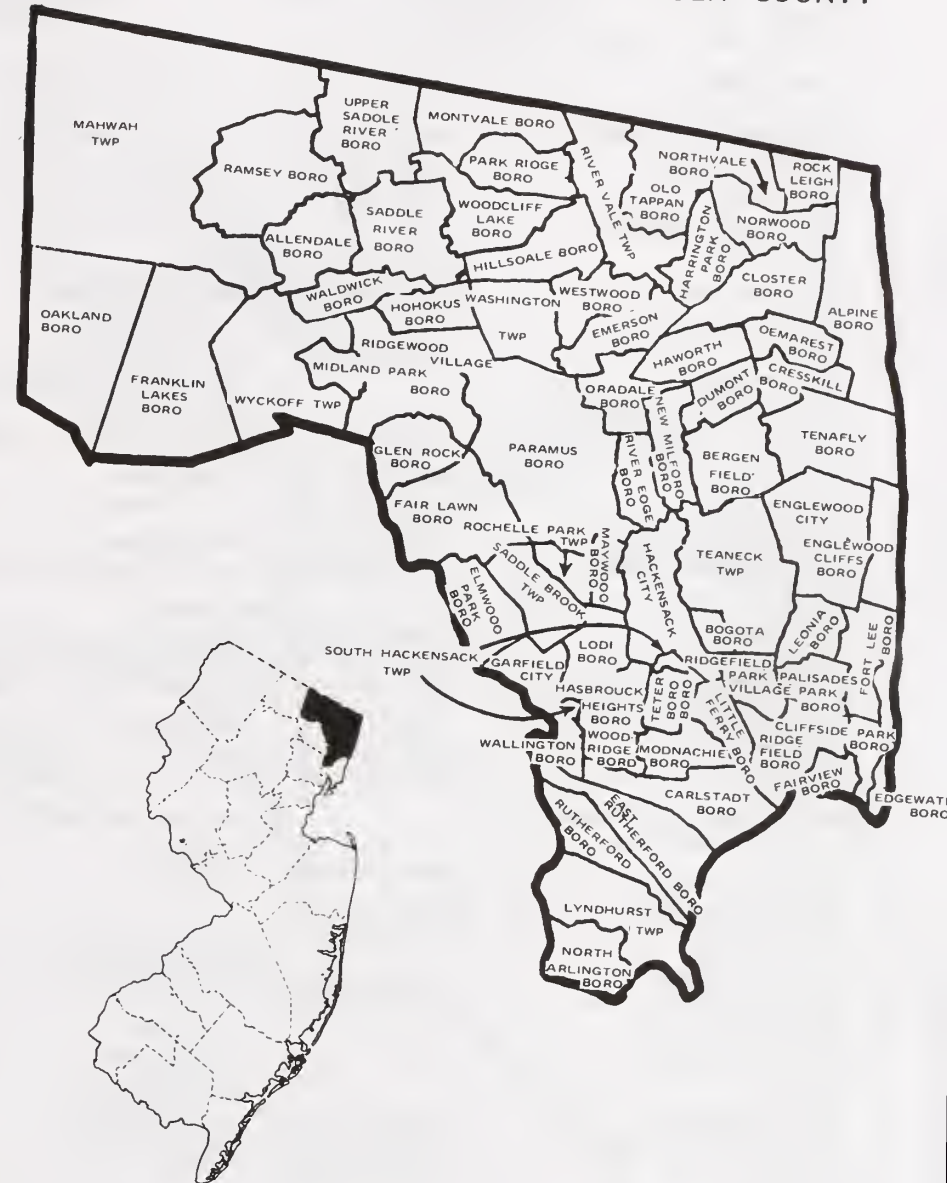 COUNTY
MAHWAH
TWP
UPPER
SADDLE
RIVER
BORO
MONTVALE BORO
RAMSEY BORO
PARK RIDGE
BORO
RIVER VALE TWP
NORTHVALE
BORO
ROCK
LEIGH
BORO
OLO
TAPPAN
BORO
NORWOOD
BORO
HARRINGTON
PARK
BORO
ALLENDALE
BORO
SADDLE
RIVER
BORO
WOODCLIFF
LAKE
BORO
HILLSOALE BORO
CLOSTER
BORO
ALPINE
BORO
OAKLAND
BORO
WALDWICK
BORO
HOHOKUS
BORO
WASHINGTON
TWP
WESTWOOD
BORO
EMERSON
BORO
OEMAREST
BORO
HAWORTH
BORO
CRESSKILL
BORO
DUMONT
BORO
FRANKLIN
LAKES
BORO
WYCKOFF TWP
RIDGEWOOD
VILLAGE
MIDLAND PARK
BORO
ORADALE
BORO
NEW MILFORD
BORO
GLEN ROCK
BORO
PARAMUS
BORO
RIVER EDGE
BORO
BERGEN
FIELD'
BORO
TENAFLY
BORO
FAIR LAWN
BORO
ENGLEWOOD
CITY
ENGLEWOOD
CLIFFS
BORO
ROCHELLE PARK
TWP
MAYWOOD
BORO
HACKENSACK
CITY
TEANECK
TWP
SADDLE BROOK
TWP
ELMWOOD
PARK
BORO
BOGOTA
BORO
LEONIA
BORO
FORT LEE
BORO
SOUTH HACKENSACK
TWP
GARFIELD
CITY
LODI
BORO
RIDGEFIELD
PARK
VILLAGE
PALISADES
PARK
BORO
HASBROUCK
HEIGHTS
BORO
TETER
BORO
BORO
LITTLE
FERRY BORO
CLIFFSIDE PARK
BORO
RIDGE
FIELD
BORO
WALLINGTON
BORO
WOOD-
RIDGE
BORD
MODNACHIE
BORO
FAIRVIEW
BORO
CARLSTADT
BORO
EDGEWAT
BORO
EAST
RUTHERFORD BORO
RUTHERFORD
BORO
LYNDHURST
TWP
NORTH
ARLINGTON
BORO